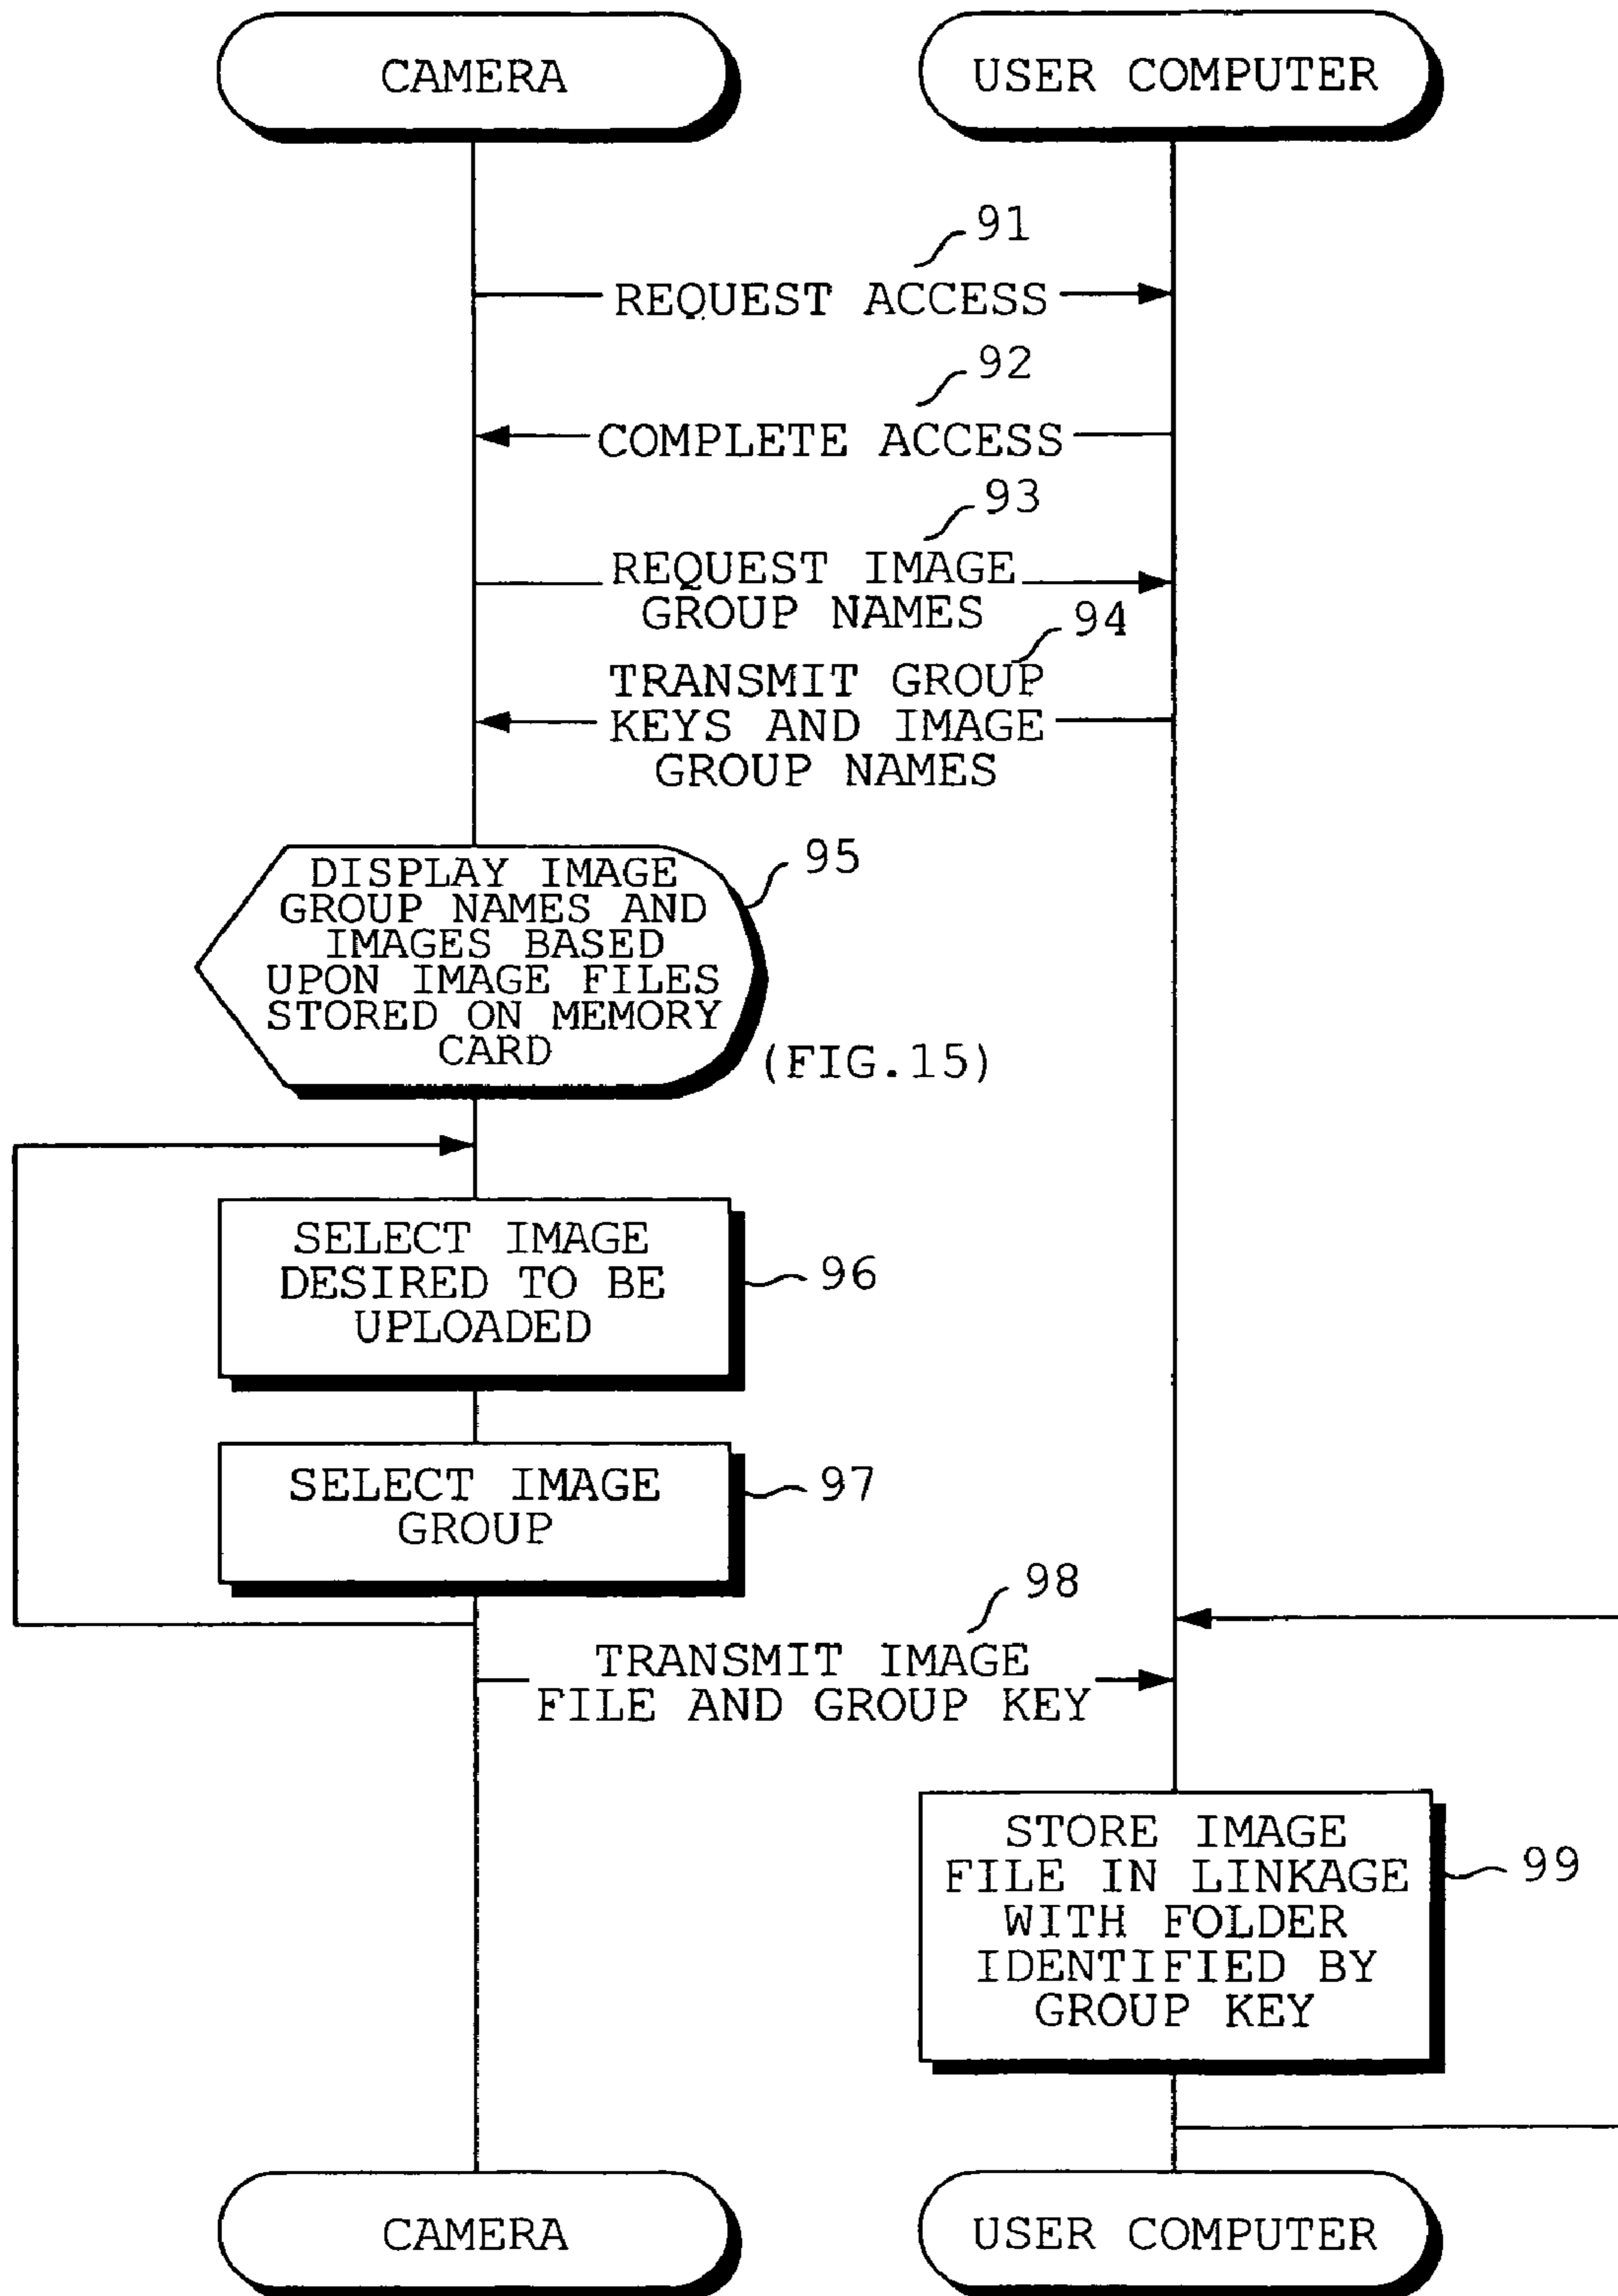 CAMERA
USER COMPUTER
91
REQUEST ACCESS
92
COMPLETE ACCESS
93
REQUEST IMAGE
GROUP NAMES
94
TRANSMIT GROUP
KEYS AND IMAGE
GROUP NAMES
DISPLAY IMAGE
GROUP NAMES AND
IMAGES BASED
UPON IMAGE FILES
STORED ON MEMORY
CARD
95
(FIG.15)
SELECT IMAGE
DESIRED TO BE
UPLOADED
96
SELECT IMAGE
GROUP
97
98
TRANSMIT IMAGE
FILE AND GROUP KEY
STORE IMAGE
FILE IN LINKAGE
WITH FOLDER
IDENTIFIED BY
GROUP KEY
99
CAMERA
USER COMPUTER